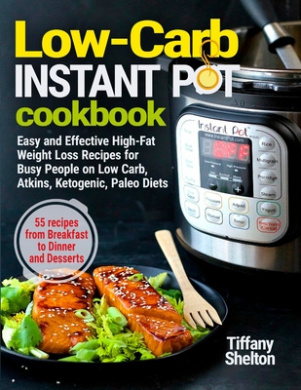 Low-Carb
INSTANT POT
cookbook
Easy and Effective High-Fat
Weight Loss Recipes for
Busy People on Low Carb,
Atkins, Ketogenic, Paleo Diets
Instant Pot
55 recipes
from Breakfast
to Dinner
and Desserts
Tiffany
Shelton